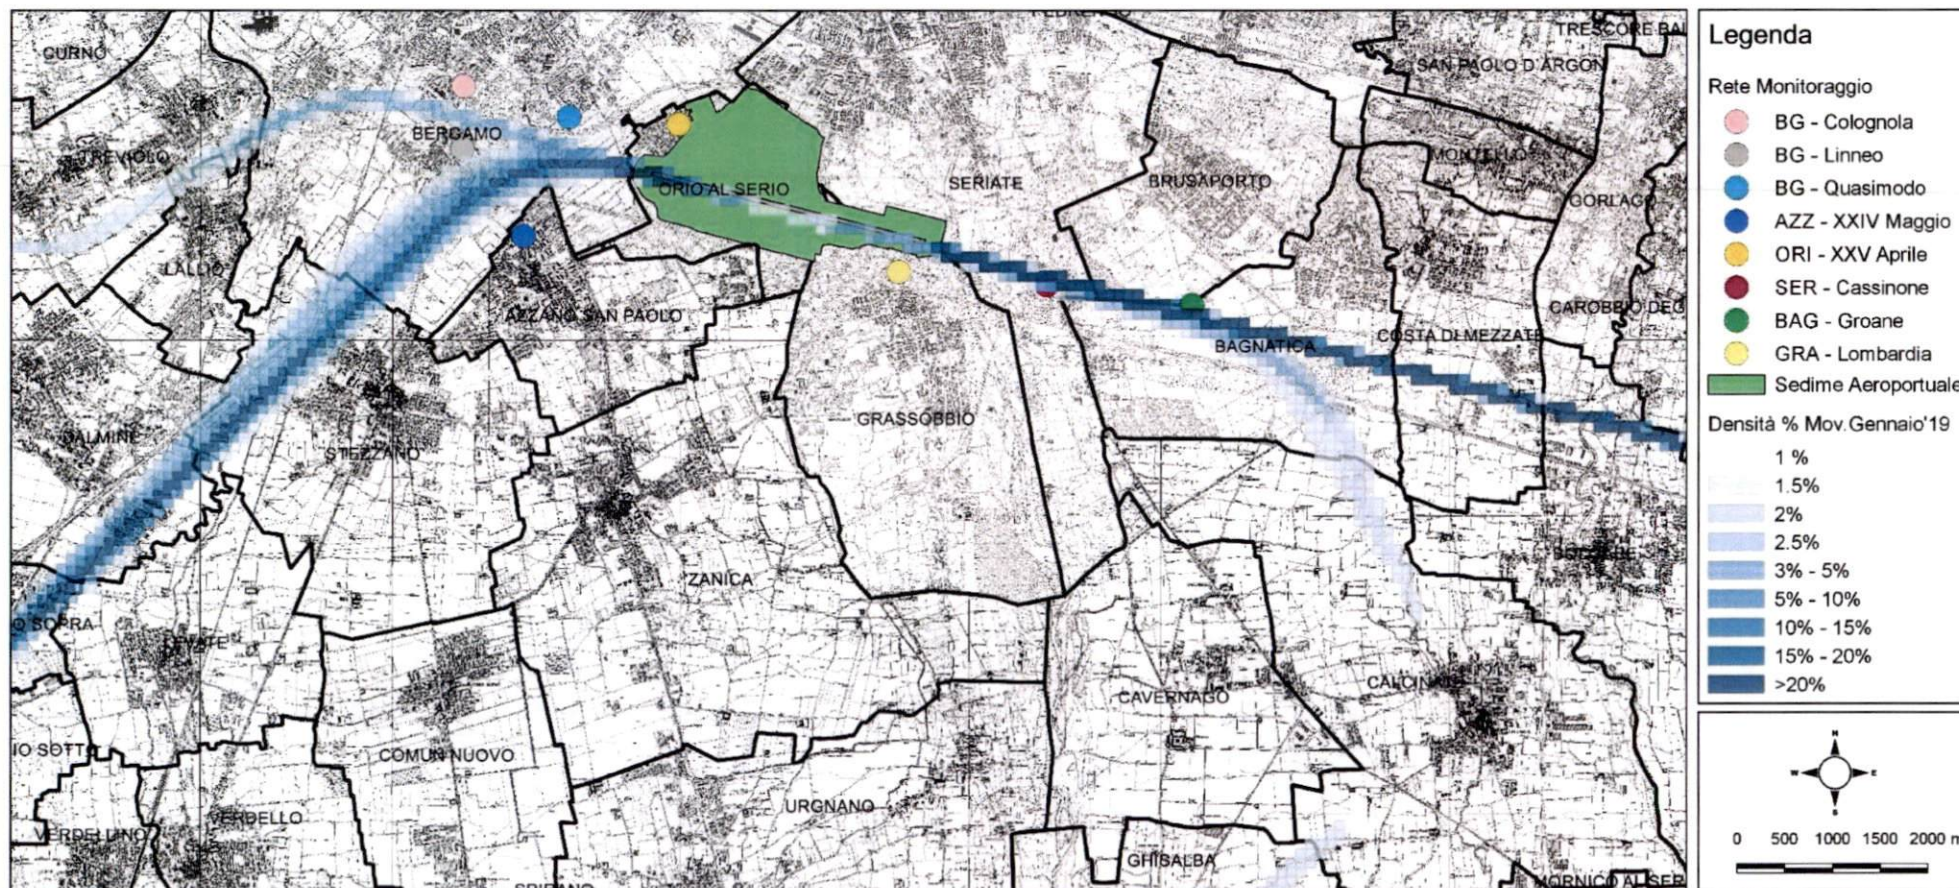 CURNO
TRESCORE BAL
SAN PAOLO D'ARGON
BERGAMO
TREVIOLO
MONTELLO
ORIO AL SERIO
SERIATE
BRUSAPORTO
GORLAGO
LALLIO
AZZANO SAN PAOLO
CAROBBIO DEG
COSTA DI MEZZATE
BAGNATICA
GRASSOBBIO
DALMINE
STEZZANO
ZANICA
O SOPRA
LEVATE
CAVERNAGO
CALCINATE
IO SOTTO
COMUN NUOVO
URGNANO
VERDELLO
VERDELLINO
GHISALBA
SPIRANO
MORNICO AL SER
Legenda
Rete Monitoraggio
BG - Colognola
BG - Linneo
BG - Quasimodo
AZZ - XXIV Maggio
ORI - XXV Aprile
SER - Cassinone
BAG - Groane
GRA - Lombardia
Sedime Aeroportuale
Densità % Mov.Gennaio'19
1 %
1.5%
2%
2.5%
3% - 5%
5% - 10%
10% - 15%
15% - 20%
>20%
N
W E
S
0 500 1000 1500 2000 m